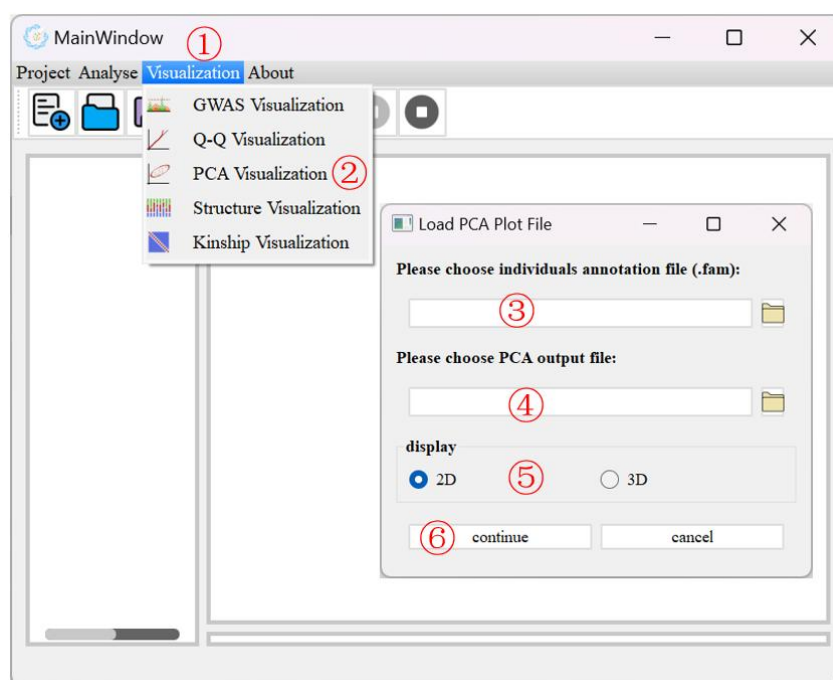 MainWindow
①
Project Analyse Visualization About
GWAS Visualization
Q-Q Visualization
PCA Visualization ②
Structure Visualization
Kinship Visualization
Load PCA Plot File
Please choose individuals annotation file (.fam):
③
Please choose PCA output file:
④
display
2D ⑤ 3D
⑥ continue cancel